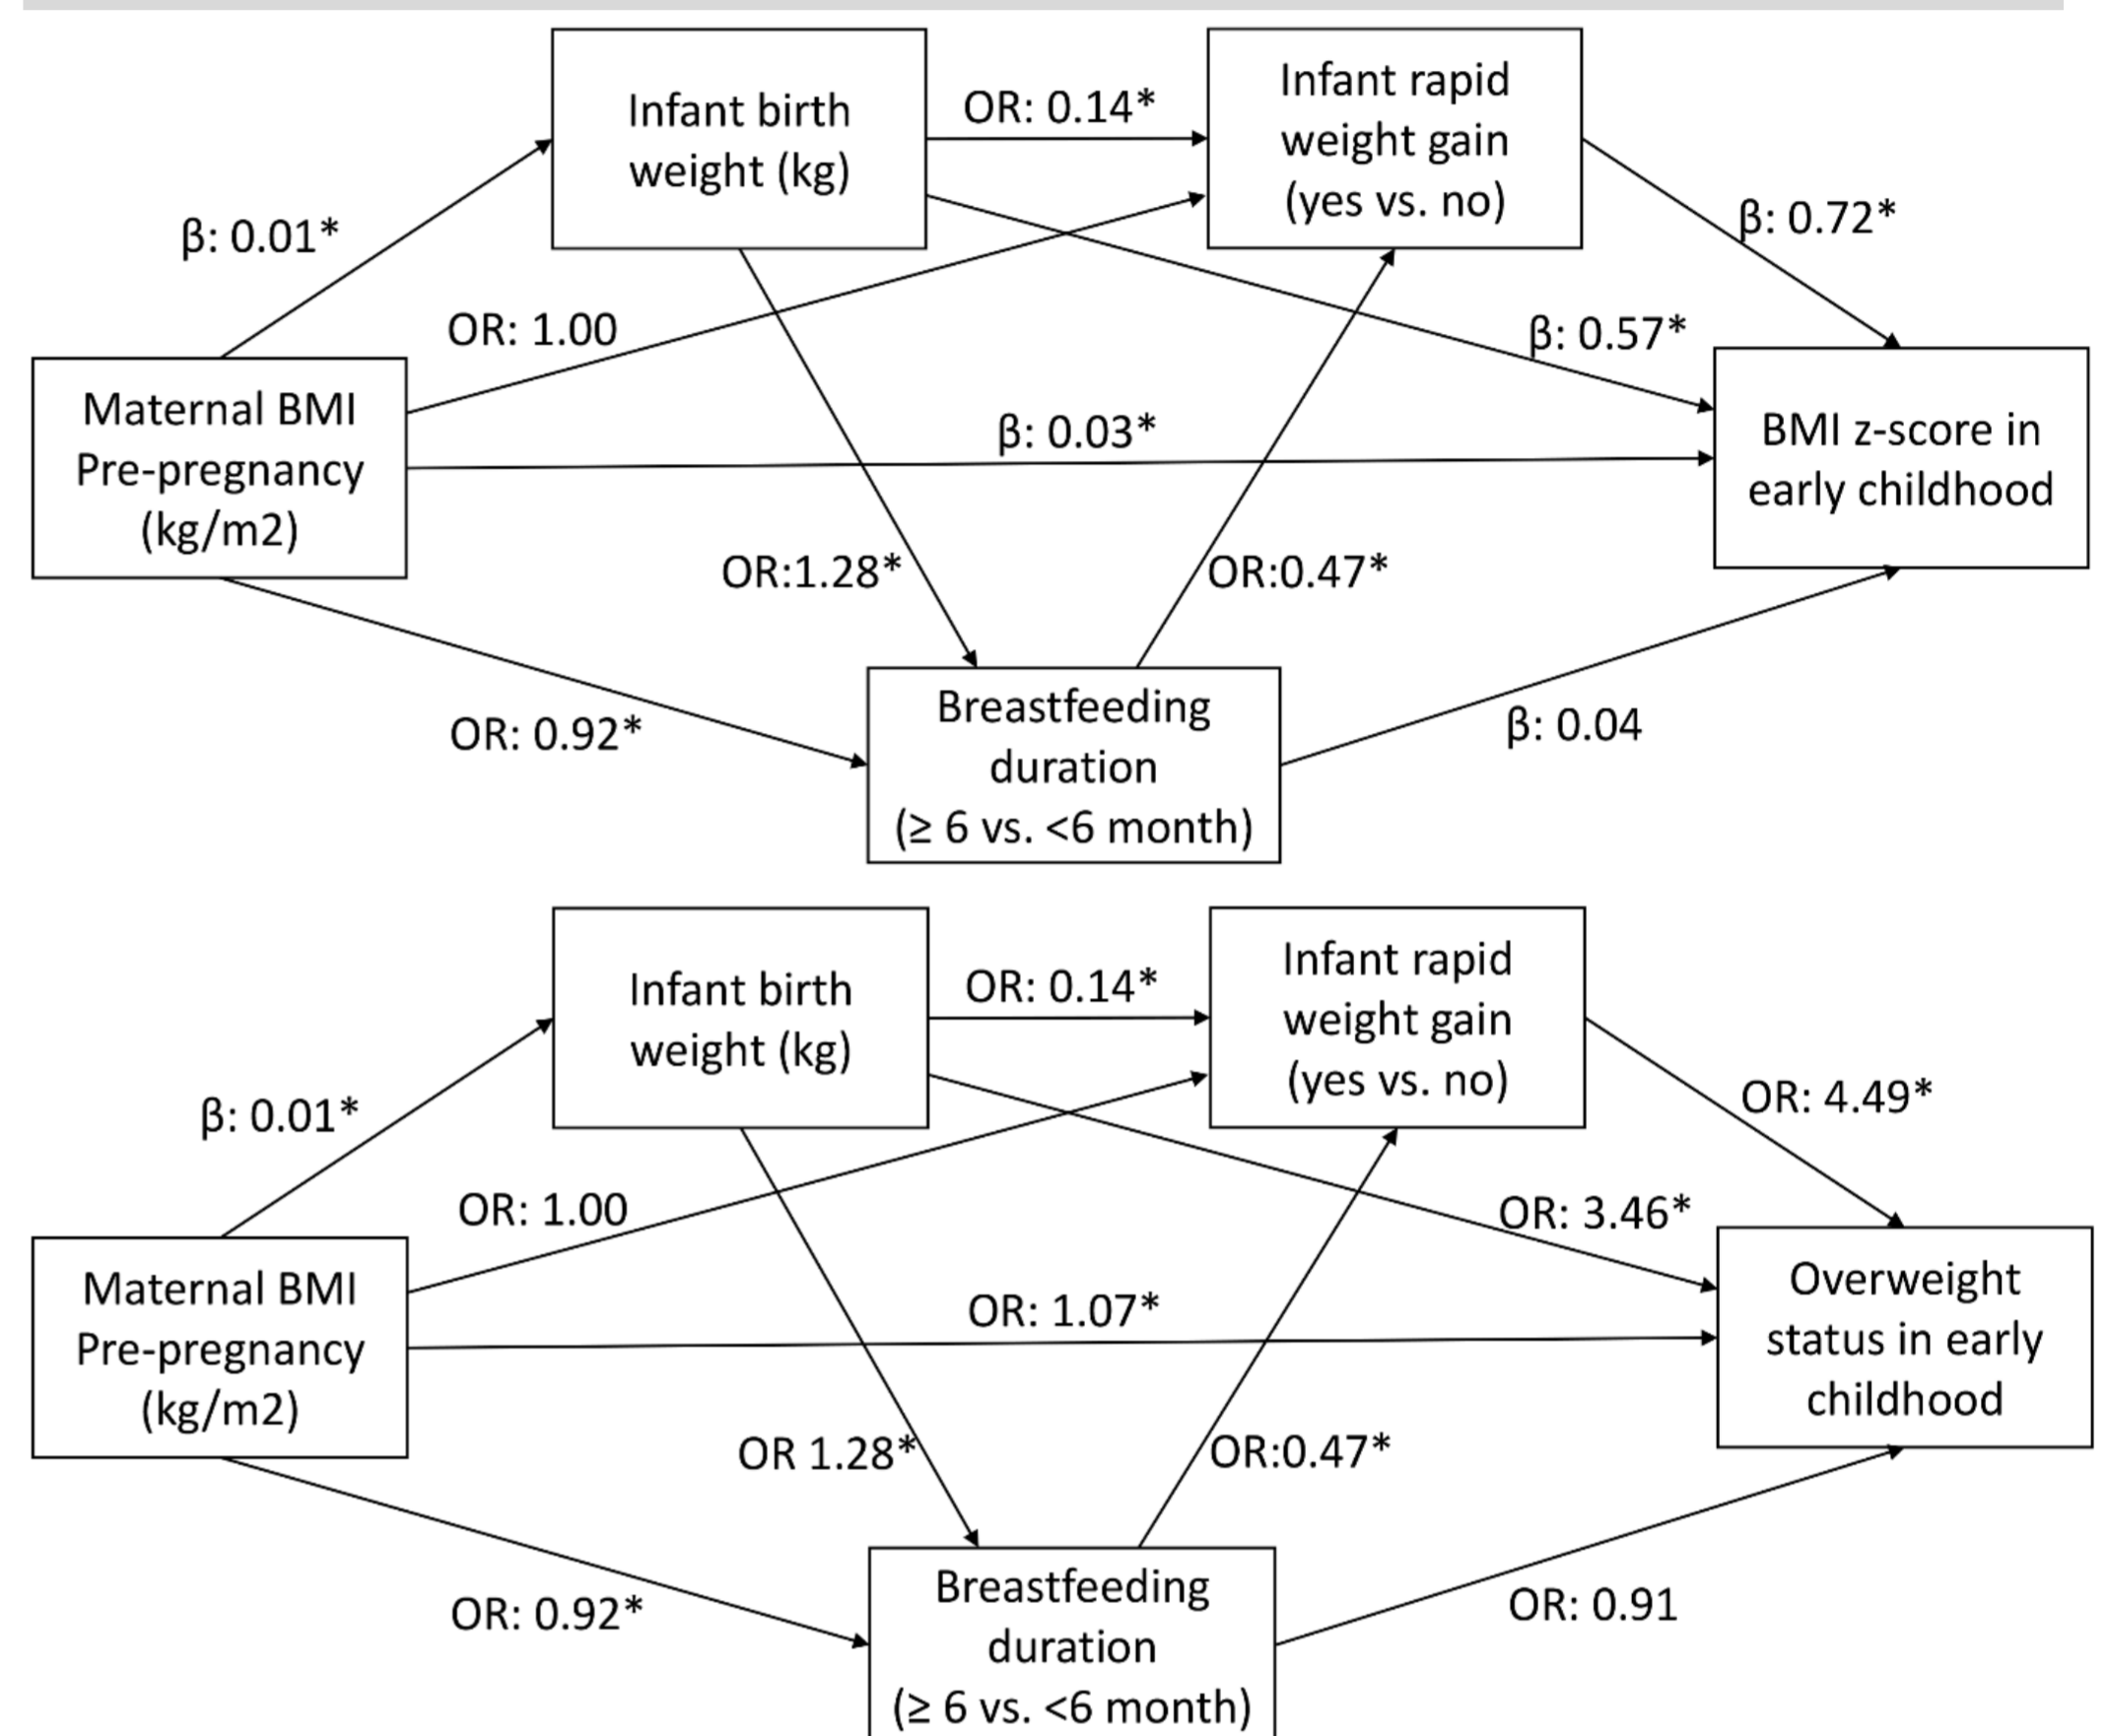 Infant birth
weight (kg)
OR: 0.14*
Infant rapid
weight gain
(yes vs. no)
β: 0.01*
β: 0.72*
OR: 1.00
β: 0.57*
Maternal BMI
Pre-pregnancy
(kg/m2)
β: 0.03*
BMI z-score in
early childhood
OR:1.28*
OR:0.47*
OR: 0.92*
Breastfeeding
duration
(≥ 6 vs. <6 month)
β: 0.04
Infant birth
weight (kg)
OR: 0.14*
Infant rapid
weight gain
(yes vs. no)
β: 0.01*
OR: 4.49*
OR: 1.00
OR: 3.46*
Maternal BMI
Pre-pregnancy
(kg/m2)
OR: 1.07*
Overweight
status in early
childhood
OR 1.28*
OR:0.47*
OR: 0.92*
Breastfeeding
duration
(≥ 6 vs. <6 month)
OR: 0.91